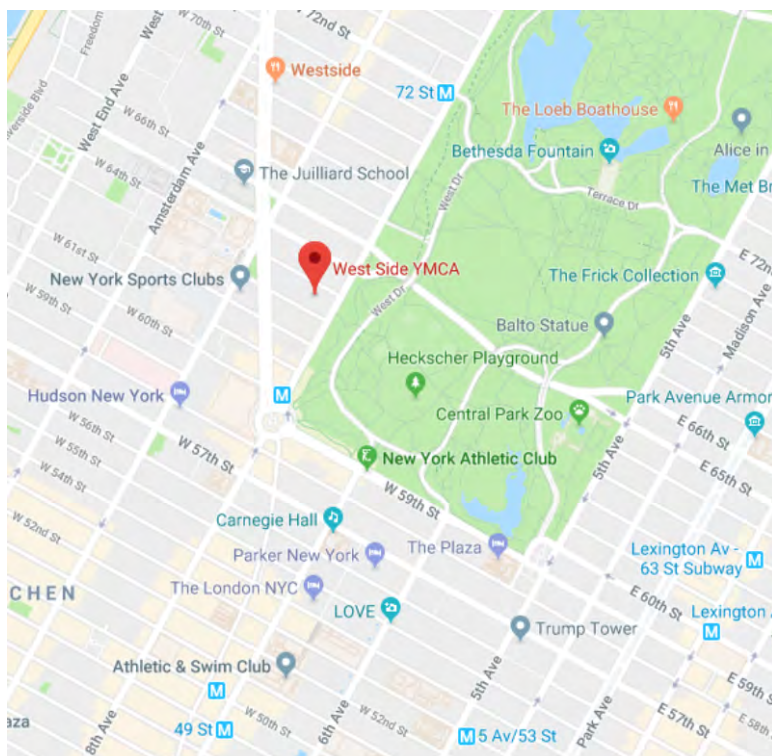 W 70th St
W 72nd St
Freedom
West
Westside
Riverside Blvd
West End Ave
W 66th St
72 St M
The Loeb Boathouse
Alice in
Bethesda Fountain
W 64th St
Amsterdam Ave
The Juilliard School
West Dr
Terrace Dr
The Met Br
W 61st St
W 59th St
New York Sports Clubs
West Side YMCA
West Dr
E 72nd
The Frick Collection
Madison Ave
W 60th St
Balto Statue
5th Ave
Heckscher Playground
Hudson New York
M
Park Avenue Armor
Central Park Zoo
W 56th St
W 55th St
W 54th St
W 57th St
New York Athletic Club
E 66th St
E 65th St
5th Ave
W 59th St
Carnegie Hall
W 52nd St
Parker New York
The Plaza
Lexington Av -
63 St Subway
M
CHEN
The London NYC
E 60th St
LOVE
Trump Tower
Lexington
M
Athletic & Swim Club
E 59th St
M
5th Ave
Park Ave
E 57th St
E 58th
aza
8th Ave
49 St M
W 50th St
6th Ave
W 52nd St
M 5 Av/53 St